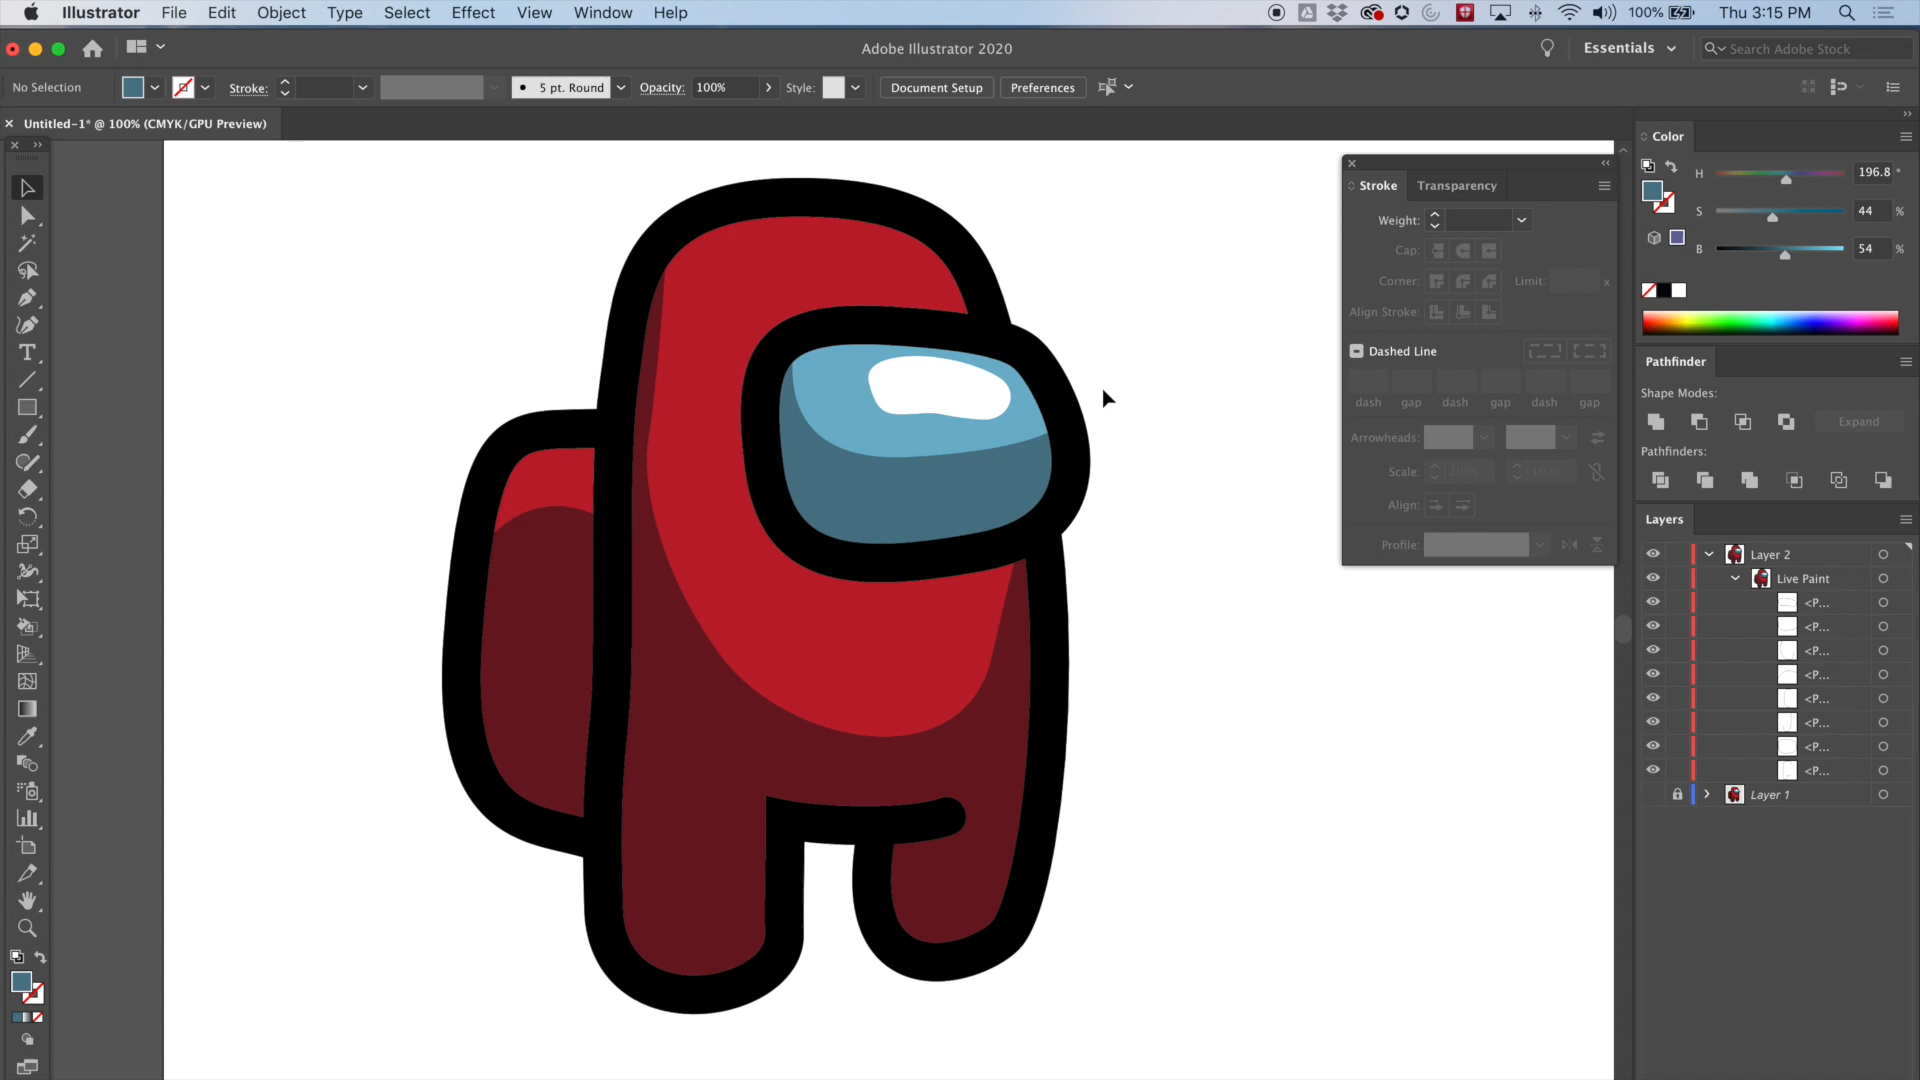 Illustrator File Edit Object Type Select Effect View Window Help 100% Thu 3:15 PM
Adobe Illustrator 2020 Essentials Search Adobe Stock
No Selection Stroke: 5 pt. Round Opacity: 100% Style: Document Setup Preferences
Untitled-1* @ 100% (CMYK/GPU Preview)
Color
H 196.8 °
S 44 %
B 54 %
Stroke Transparency
Weight:
Cap:
Corner: Limit: x
Align Stroke:
Dashed Line
dash gap dash gap dash gap
Arrowheads:
Scale: 100% 100%
Align:
Profile:
Pathfinder
Shape Modes:
Expand
Pathfinders:
Layers
Layer 2
Live Paint
<P...
<P...
<P...
<P...
<P...
<P...
<P...
<P...
Layer 1